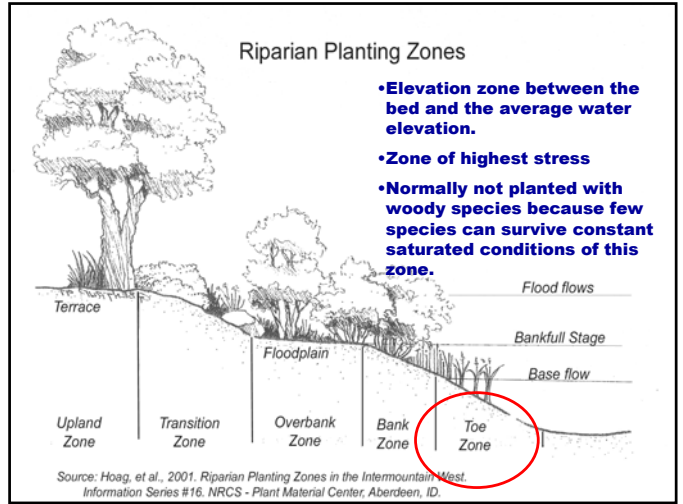 Riparian Planting Zones
•Elevation zone between the
bed and the average water
elevation.
•Zone of highest stress
•Normally not planted with
woody species because few
species can survive constant
saturated conditions of this
zone.
Flood flows
Terrace
Bankfull Stage
Floodplain
Base flow
Upland
Zone
Transition
Zone
Overbank
Zone
Bank
Zone
Toe
Zone
Source: Hoag, et al., 2001. Riparian Planting Zones in the Intermountain West.
Information Series #16. NRCS - Plant Material Center, Aberdeen, ID.